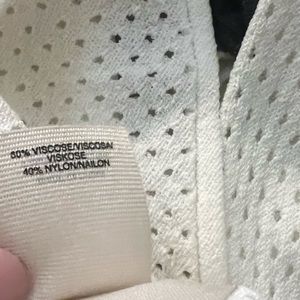 60% VISCOSE/VISCOSA/
VISKOSE
40% NYLON/NAILON